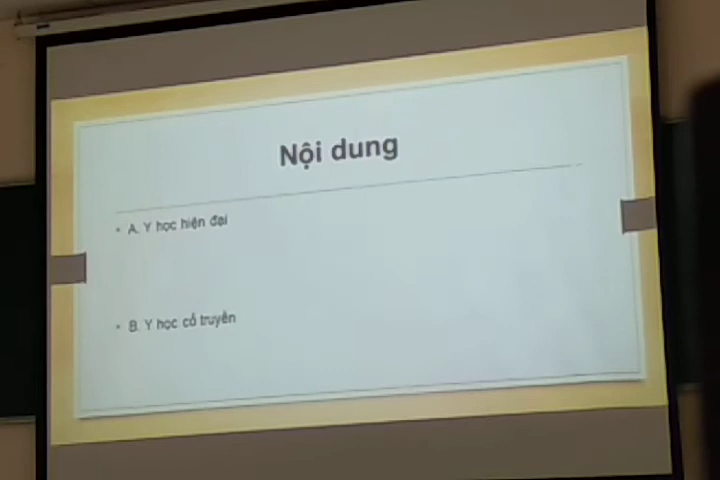 Nội dung
• A. Y học hiện đại
• B. Y học cổ truyền